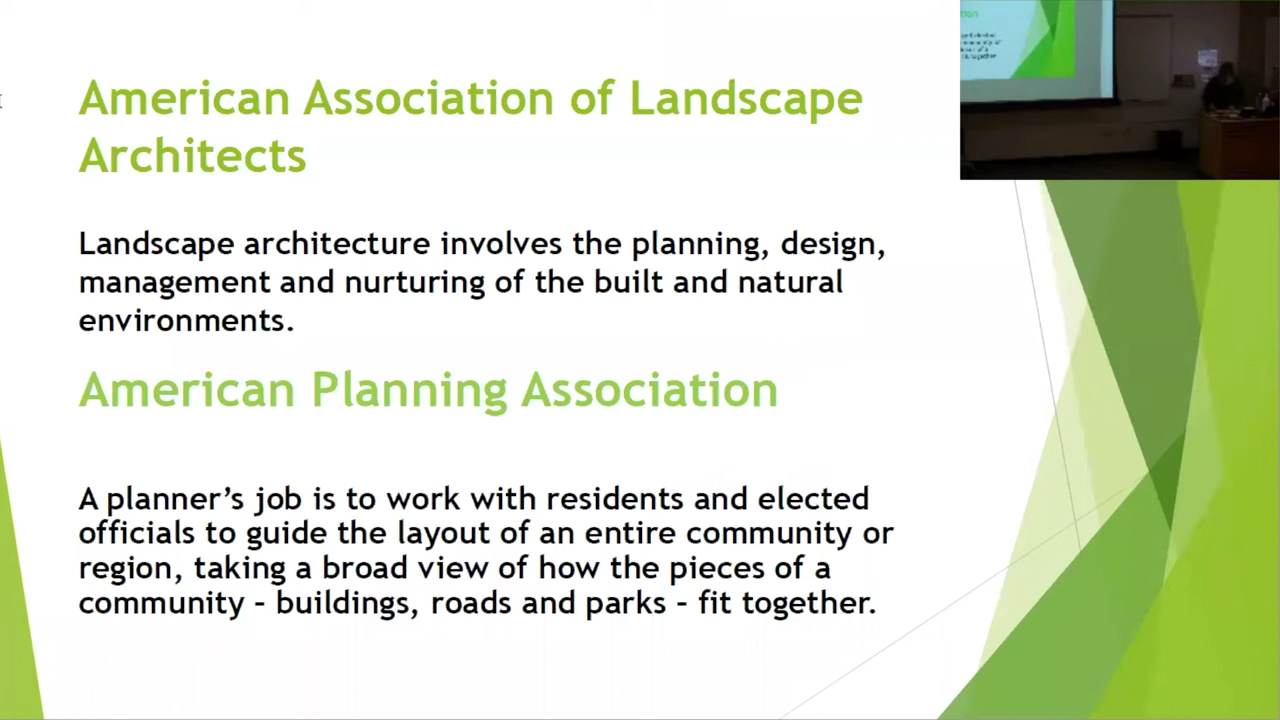 American Association of Landscape
Architects
Landscape architecture involves the planning, design,
management and nurturing of the built and natural
environments.
American Planning Association
A planner’s job is to work with residents and elected
officials to guide the layout of an entire community or
region, taking a broad view of how the pieces of a
community – buildings, roads and parks – fit together.